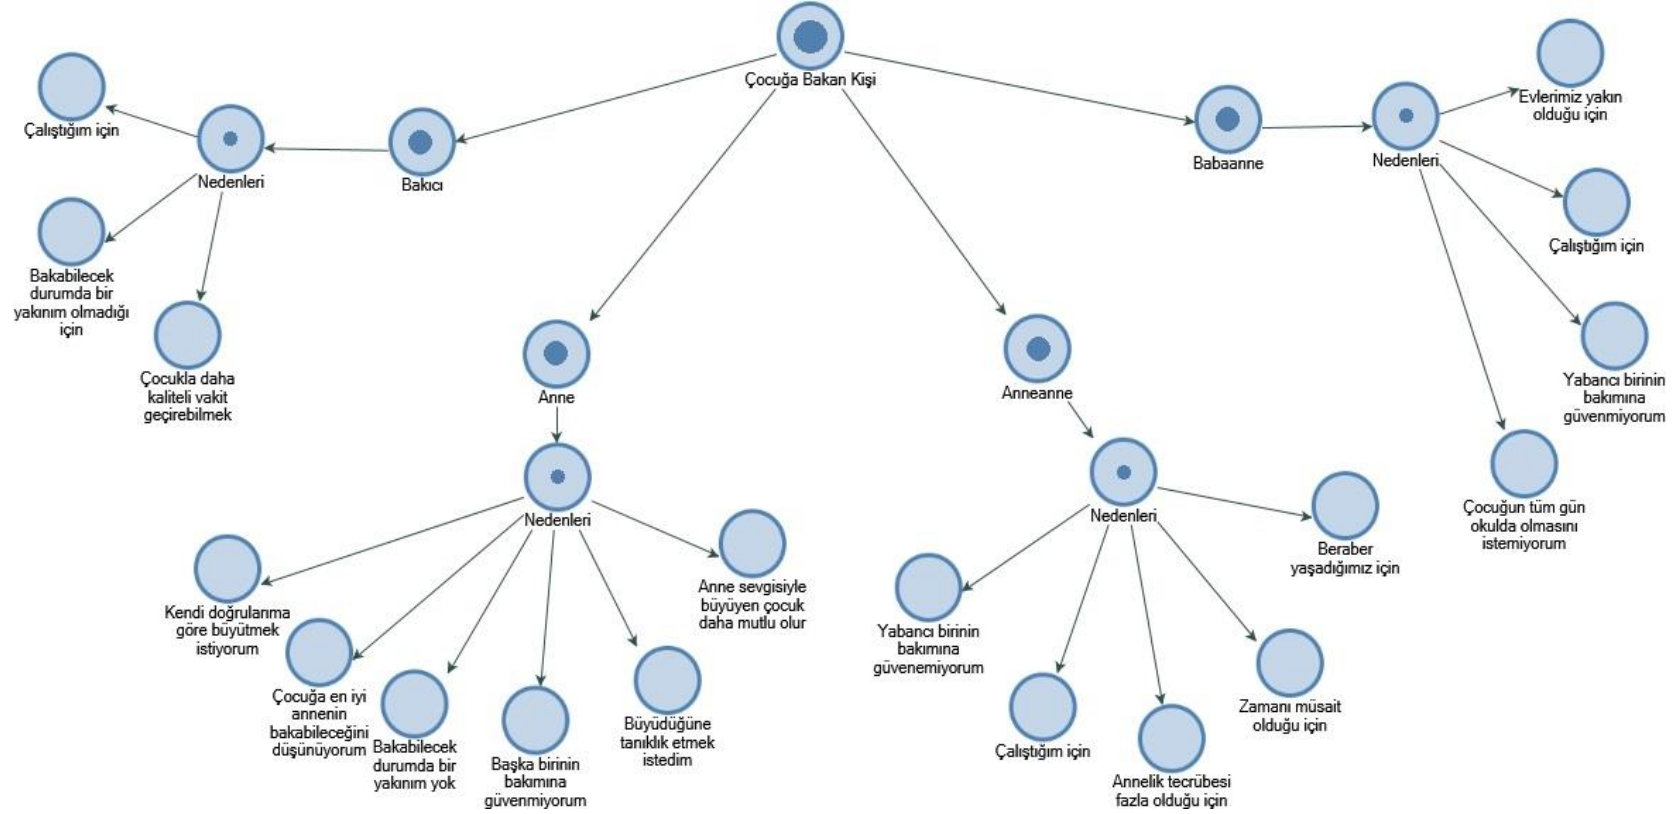 Çocuğa Bakan Kişi
Bakıcı
Nedenleri
Çalıştığım için
Bakabilecek
durumda bir
yakınım olmadığı
için
Çocukla daha
kaliteli vakit
geçirebilmek
Anne
Nedenleri
Kendi doğrularıma
göre büyütmek
istiyorum
Çocuğa en iyi
annenin
bakabileceğini
düşünüyorum
Bakabilecek
durumda bir
yakınım yok
Başka birinin
bakımına
güvenmiyorum
Büyüdüğüne
tanıklık etmek
istedim
Anne sevgisiyle
büyüyen çocuk
daha mutlu olur
Anneanne
Nedenleri
Yabancı birinin
bakımına
güvenemiyorum
Çalıştığım için
Annelik tecrübesi
fazla olduğu için
Zamanı müsait
olduğu için
Beraber
yaşadığımız için
Babaanne
Nedenleri
Evlerimiz yakın
olduğu için
Çalıştığım için
Yabancı birinin
bakımına
güvenmiyorum
Çocuğun tüm gün
okulda olmasını
istemiyorum